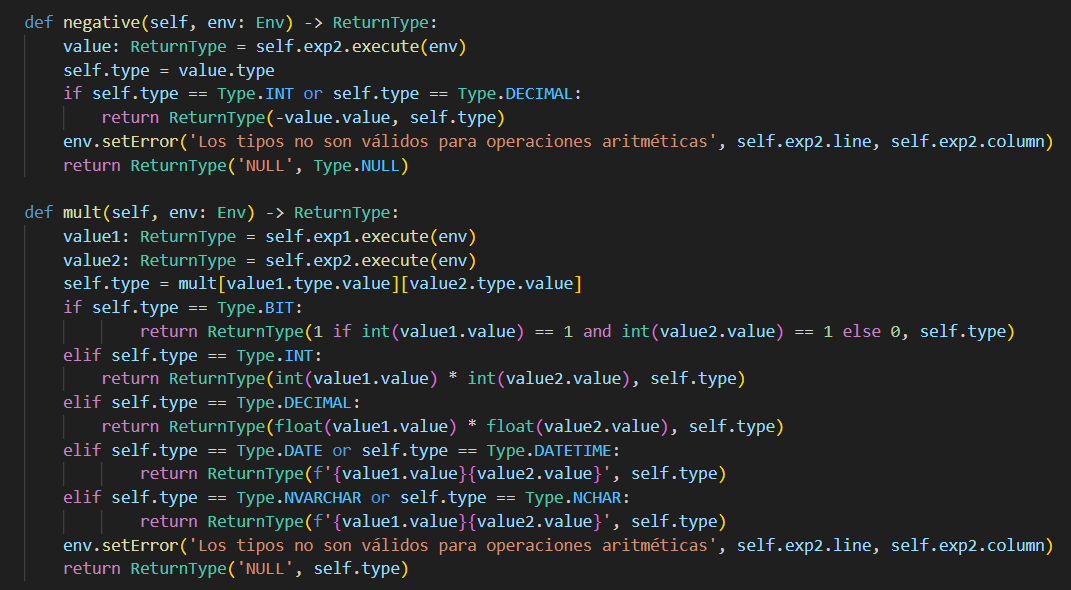 def negative(self, env: Env) -> ReturnType:
    value: ReturnType = self.exp2.execute(env)
    self.type = value.type
    if self.type == Type.INT or self.type == Type.DECIMAL:
        return ReturnType(-value.value, self.type)
    env.setError('Los tipos no son válidos para operaciones aritméticas', self.exp2.line, self.exp2.column)
    return ReturnType('NULL', Type.NULL)

def mult(self, env: Env) -> ReturnType:
    value1: ReturnType = self.exp1.execute(env)
    value2: ReturnType = self.exp2.execute(env)
    self.type = mult[value1.type.value][value2.type.value]
    if self.type == Type.BIT:
            return ReturnType(1 if int(value1.value) == 1 and int(value2.value) == 1 else 0, self.type)
    elif self.type == Type.INT:
        return ReturnType(int(value1.value) * int(value2.value), self.type)
    elif self.type == Type.DECIMAL:
        return ReturnType(float(value1.value) * float(value2.value), self.type)
    elif self.type == Type.DATE or self.type == Type.DATETIME:
            return ReturnType(f'{value1.value}{value2.value}', self.type)
    elif self.type == Type.NVARCHAR or self.type == Type.NCHAR:
            return ReturnType(f'{value1.value}{value2.value}', self.type)
    env.setError('Los tipos no son válidos para operaciones aritméticas', self.exp2.line, self.exp2.column)
    return ReturnType('NULL', self.type)